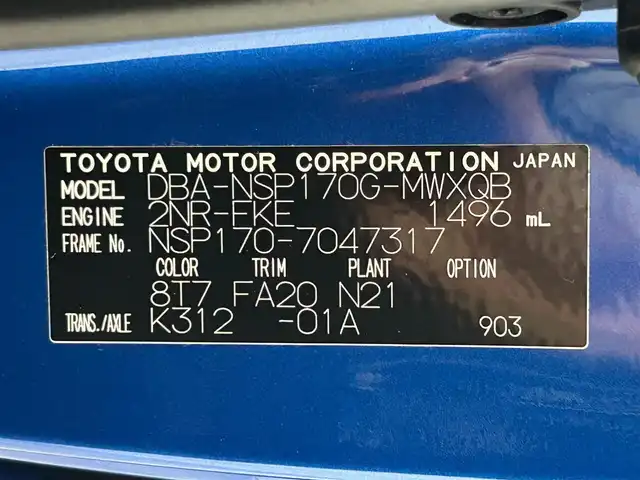 TOYOTA MOTOR CORPORATION JAPAN
MODEL DBA-NSP170G-MWXQB
ENGINE 2NR-FKE 1496 mL
FRAME No. NSP170-7047317
COLOR TRIM PLANT OPTION
8T7 FA20 N21
TRANS./AXLE K312 -01A 903